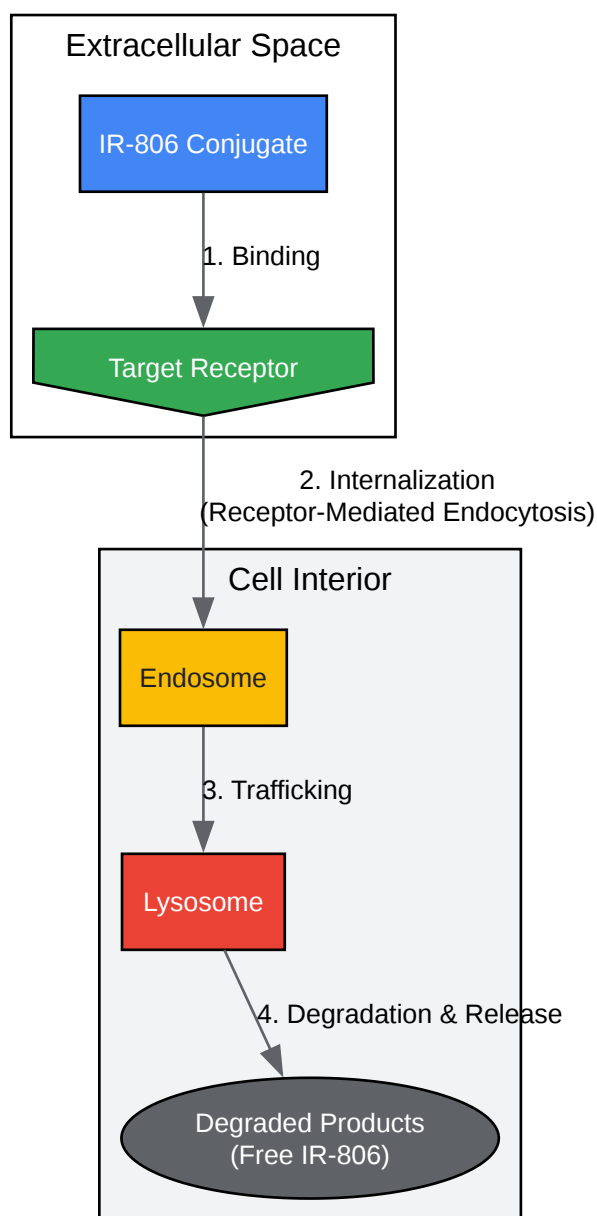 Extracellular Space
IR-806 Conjugate
1. Binding
Target Receptor
2. Internalization
(Receptor-Mediated Endocytosis)
Cell Interior
Endosome
3. Trafficking
Lysosome
4. Degradation & Release
Degraded Products
(Free IR-806)